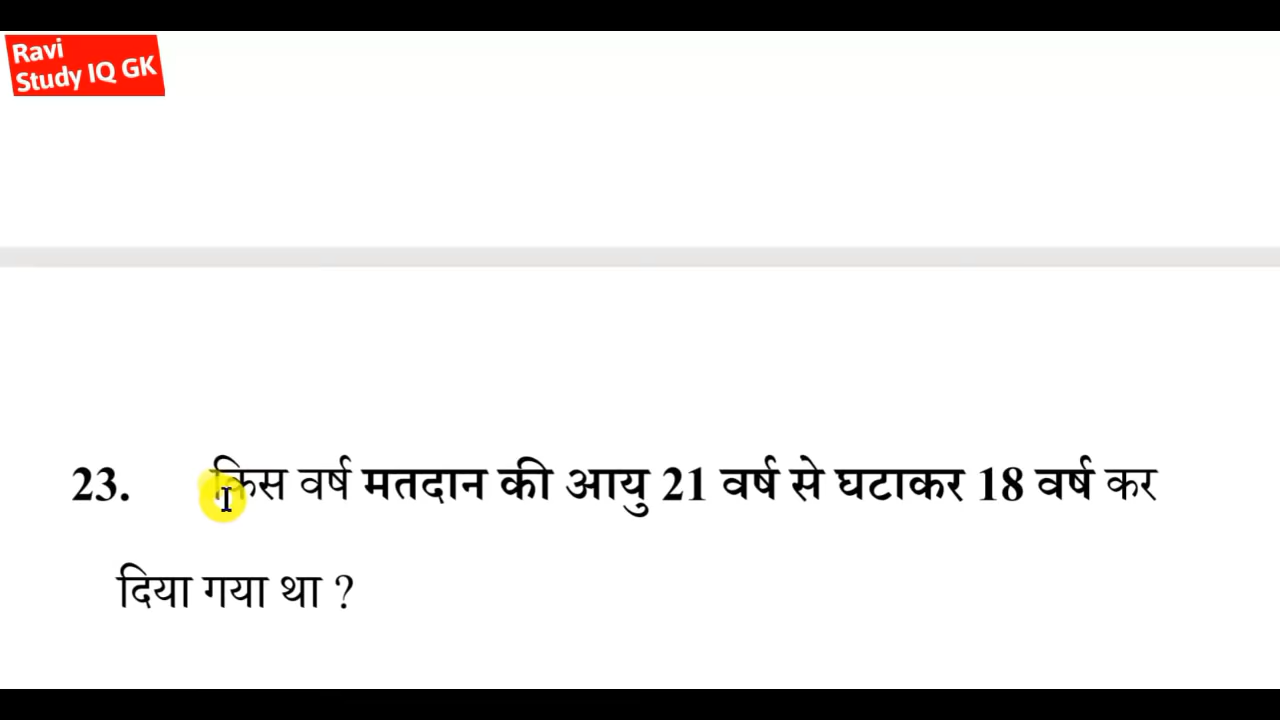 Ravi
Study IQ GK
23. किस वर्ष मतदान की आयु 21 वर्ष से घटाकर 18 वर्ष कर
दिया गया था ?